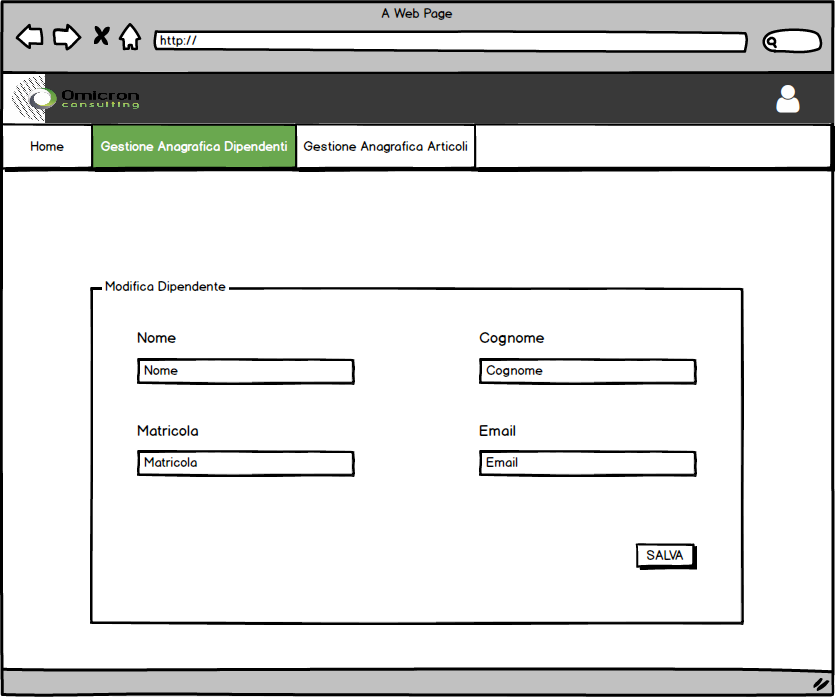 A Web Page
http://
Omicron
consulting
Home Gestione Anagrafica Dipendenti Gestione Anagrafica Articoli
Modifica Dipendente
Nome Cognome
Nome Cognome
Matricola Email
Matricola Email
SALVA